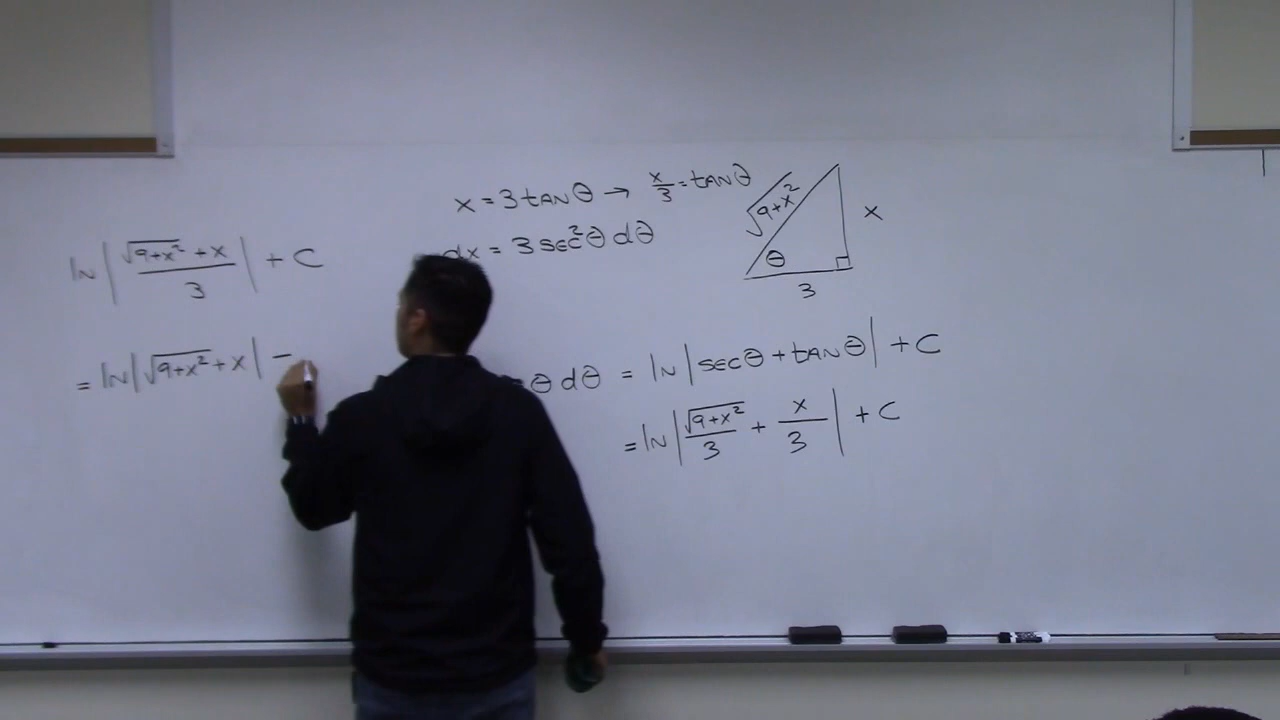 x = 3 tan θ → x/3 = tan θ
dx = 3 sec²θ dθ
√9+x²
x
θ
3
ln | (√9+x² + x)/3 | + C
= ln | √9+x² + x | −
θ dθ = ln | sec θ + tan θ | + C
= ln | √9+x²/3 + x/3 | + C